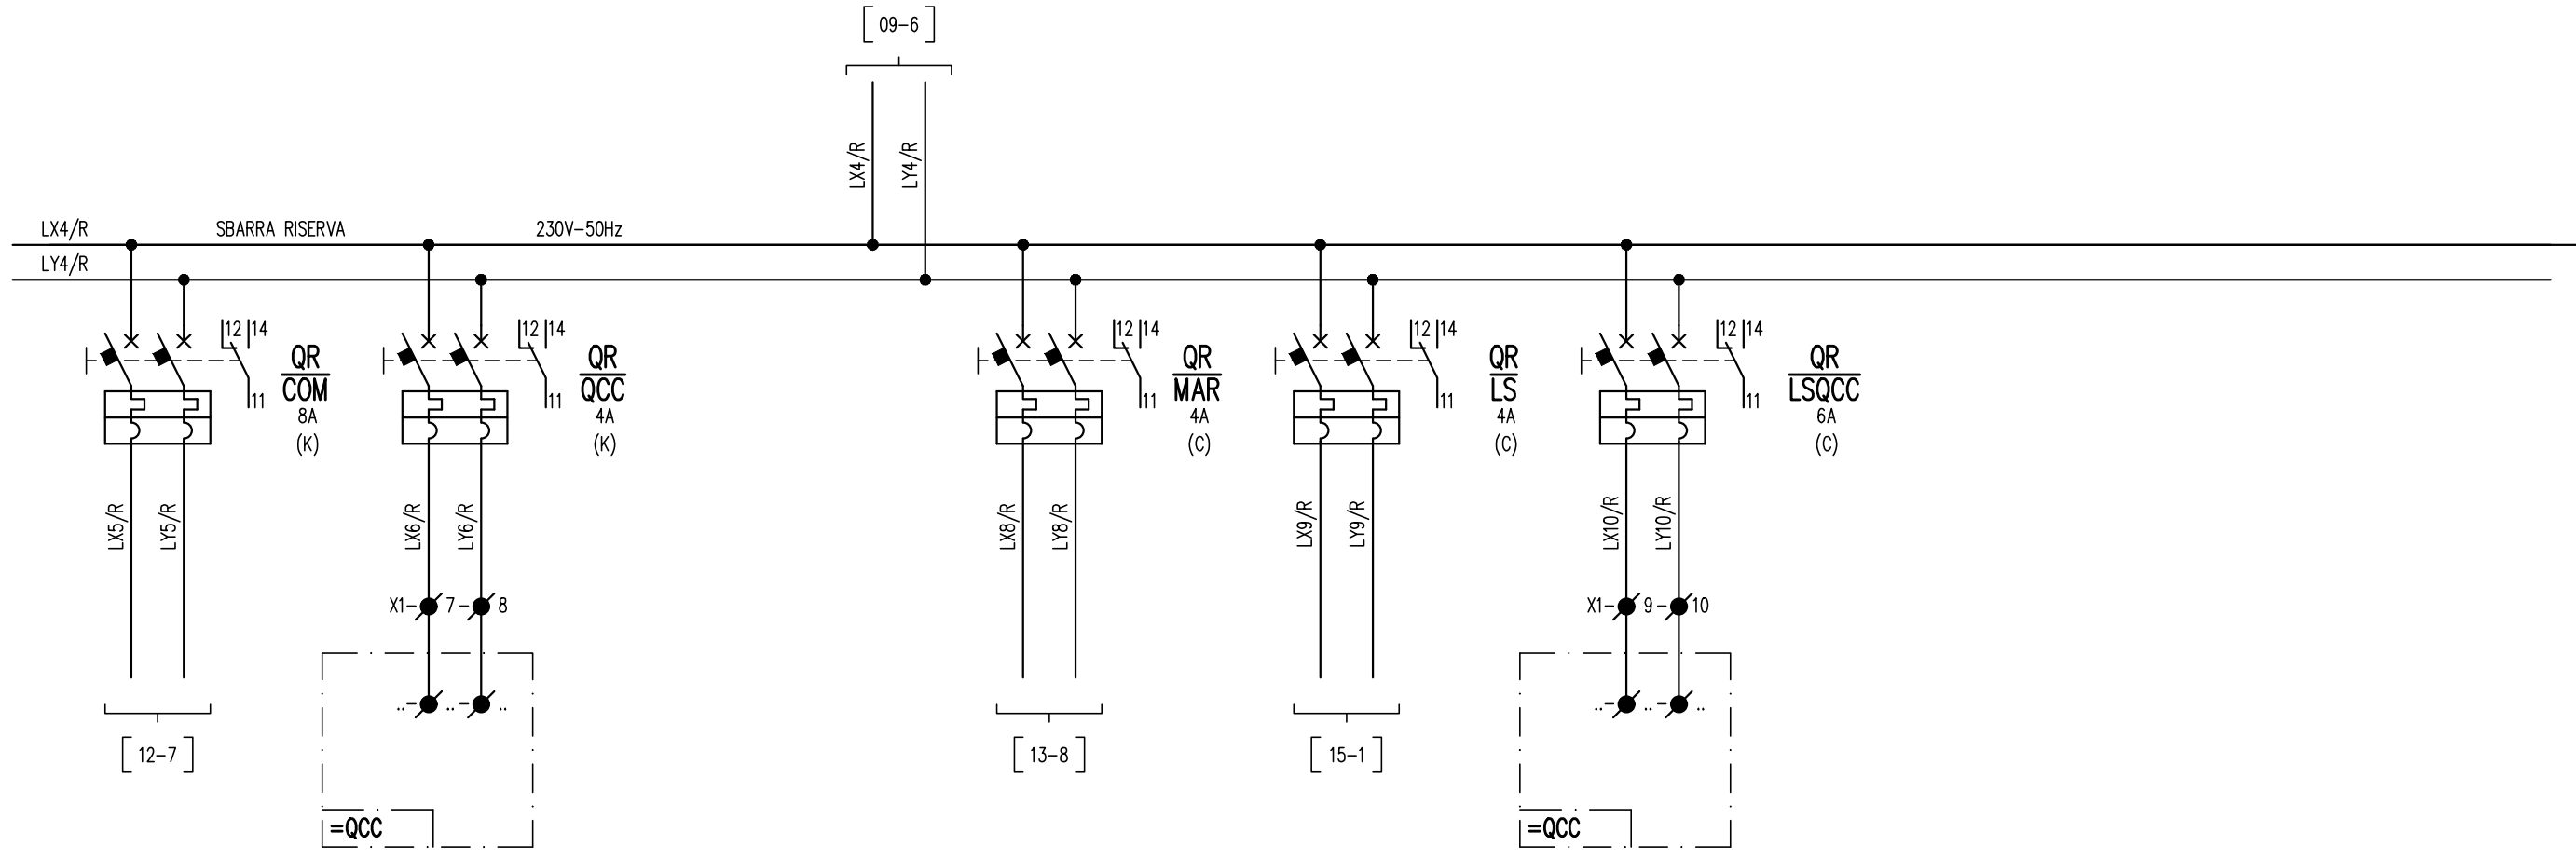 09-6
LX4/R
LY4/R
LX4/R SBARRA RISERVA 230V-50Hz
LY4/R
12 14
11
QR
COM
8A
(K)
12 14
11
QR
QCC
4A
(K)
12 14
11
QR
MAR
4A
(C)
12 14
11
QR
LS
4A
(C)
12 14
11
QR
LSQCC
6A
(C)
LX5/R
LY5/R
LX6/R
LY6/R
LX8/R
LY8/R
LX9/R
LY9/R
LX10/R
LY10/R
X1- 7- 8
X1- 9- 10
..- ..- ..
..- ..- ..
12-7
13-8
15-1
=QCC
=QCC